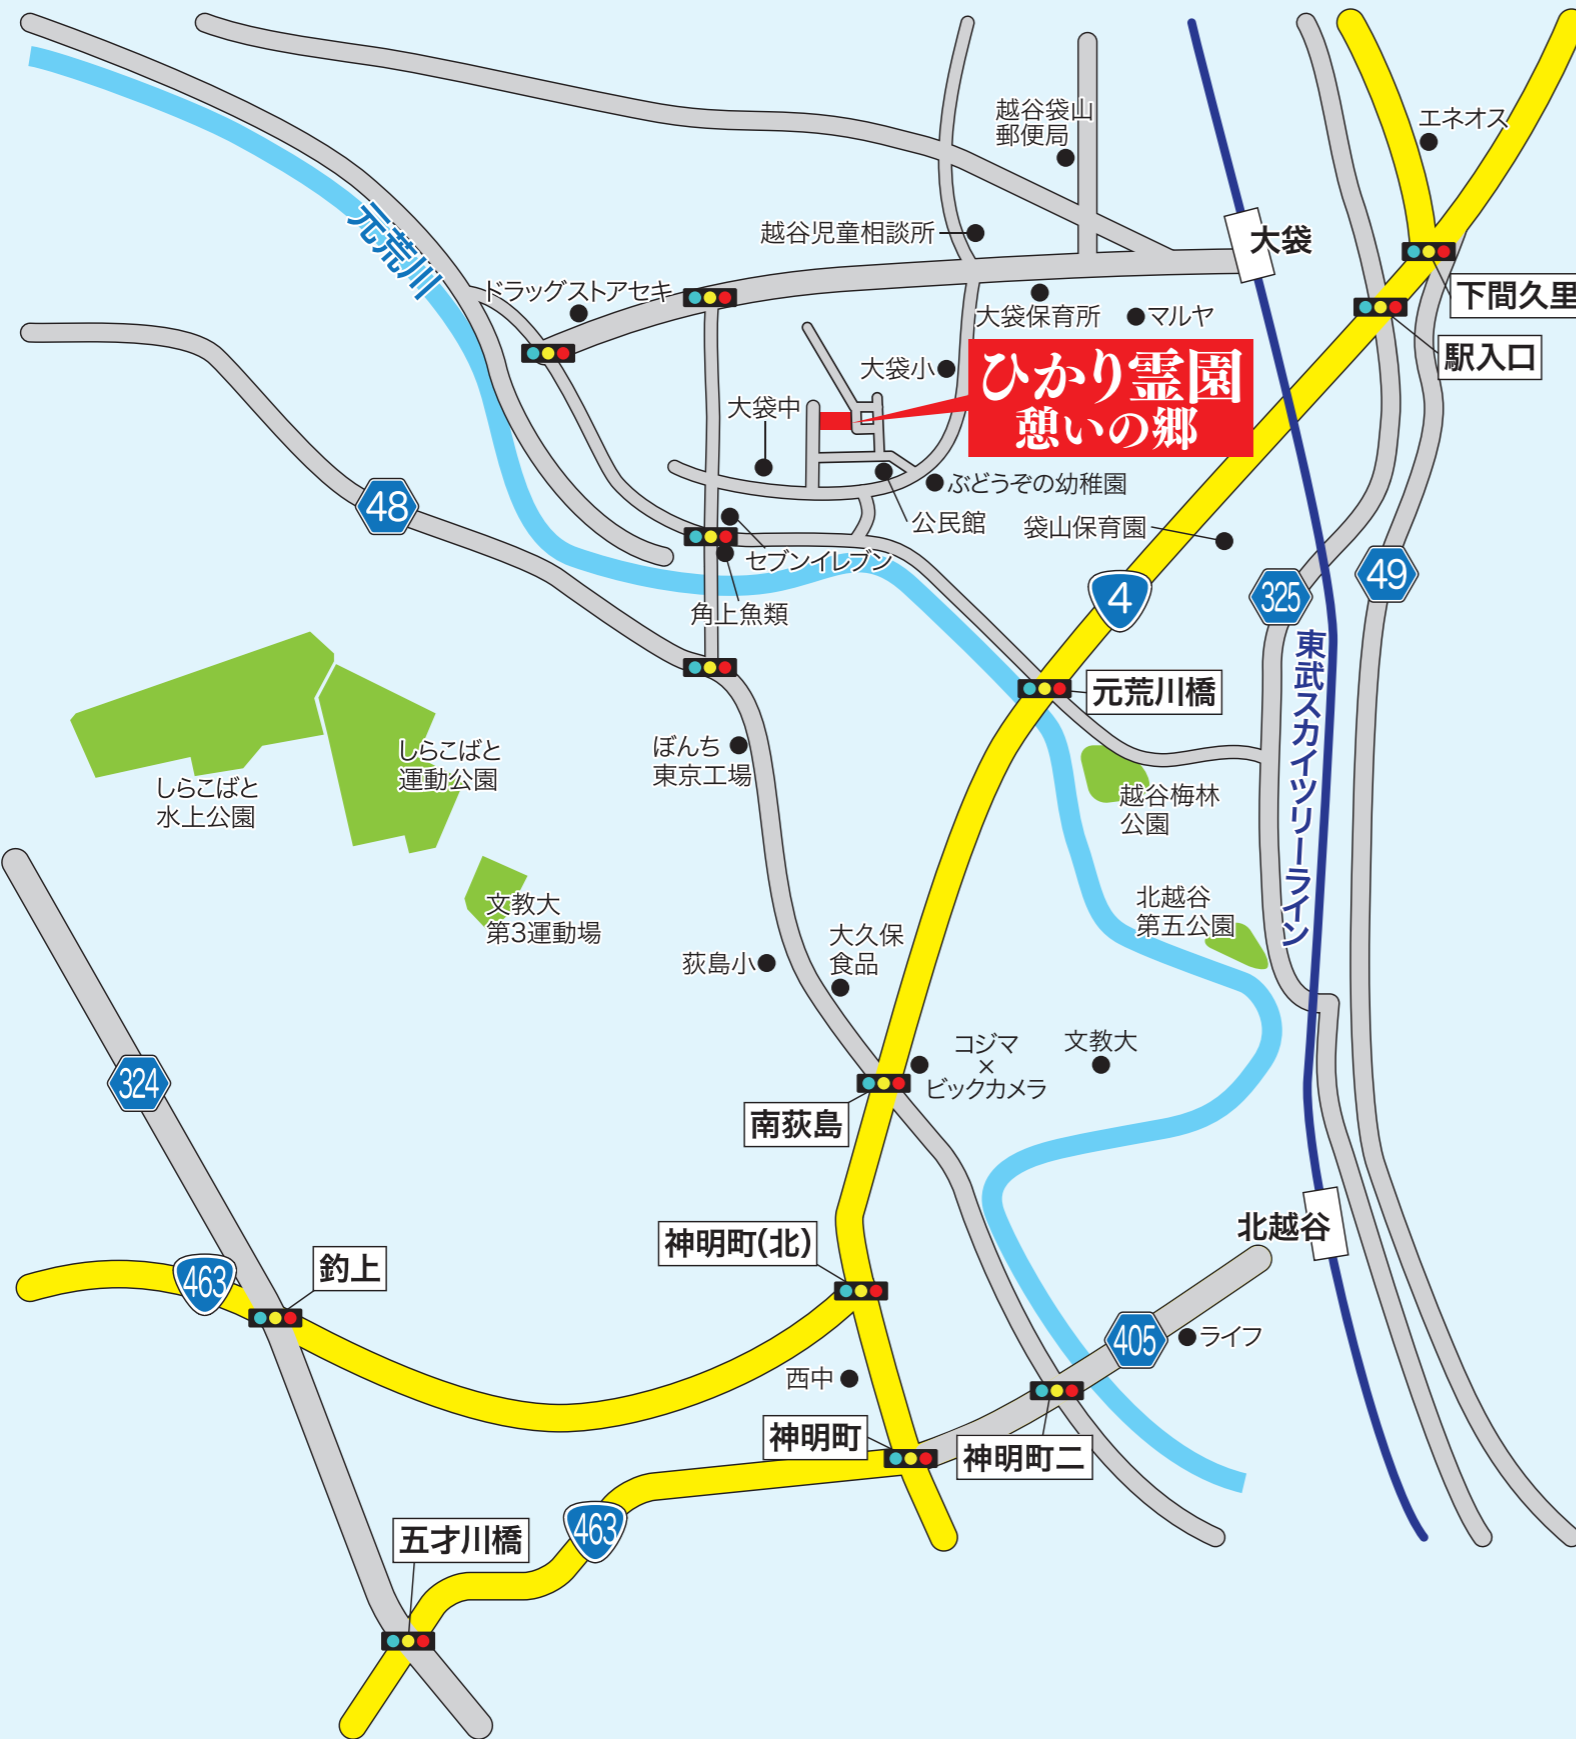 越谷袋山
郵便局
エネオス
越谷児童相談所
大袋
元荒川
ドラッグストアセキ
大袋保育所
マルヤ
下間久里
駅入口
大袋小
ひかり霊園
憩いの郷
大袋中
ぶどうぞの幼稚園
48
公民館
袋山保育園
セブンイレブン
角上魚類
4
325
49
東武スカイツリーライン
元荒川橋
ぼんち
東京工場
しらこばと
運動公園
しらこばと
水上公園
越谷梅林
公園
文教大
第3運動場
北越谷
第五公園
荻島小
大久保
食品
コジマ
×
ビックカメラ
文教大
324
南荻島
神明町(北)
北越谷
釣上
463
405
ライフ
西中
神明町
神明町二
463
五才川橋